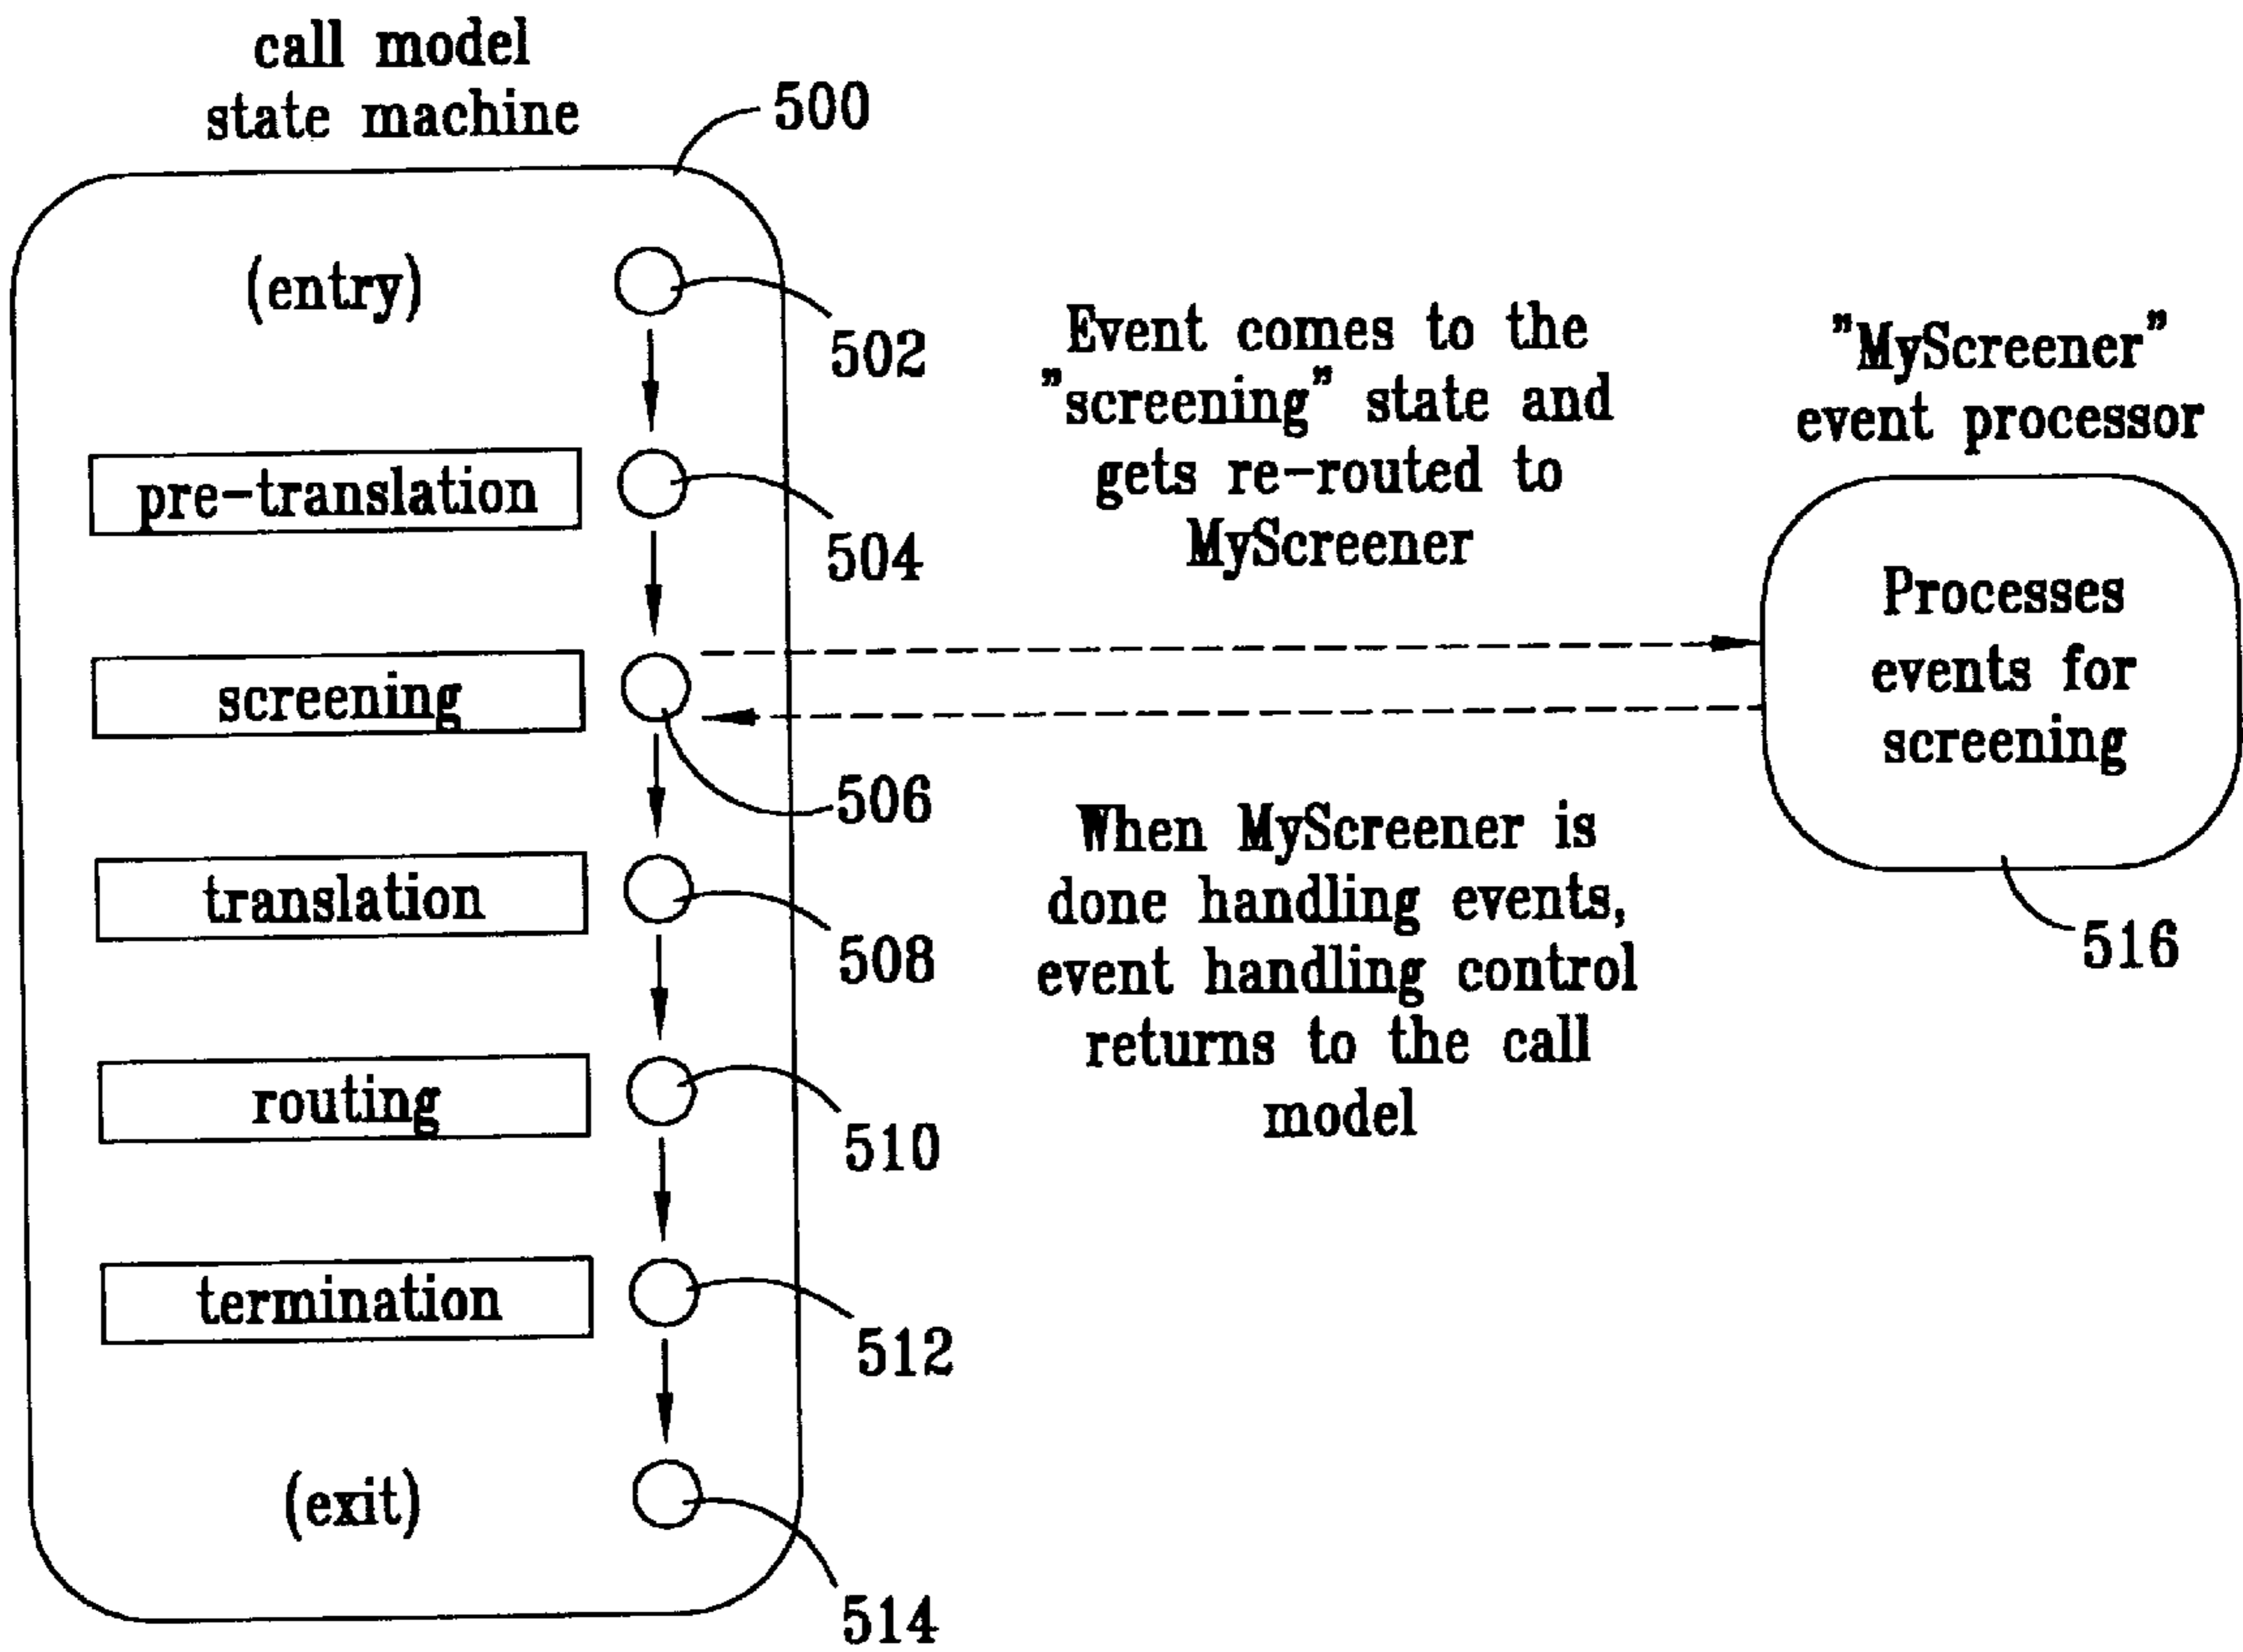 call model
state machine
500
(entry)
502
pre-translation
504
screening
506
translation
508
routing
510
termination
512
(exit)
514
Event comes to the
"screening" state and
gets re-routed to
MyScreener
When MyScreener is
done handling events,
event handling control
returns to the call
model
"MyScreener"
event processor
Processes
events for
screening
516